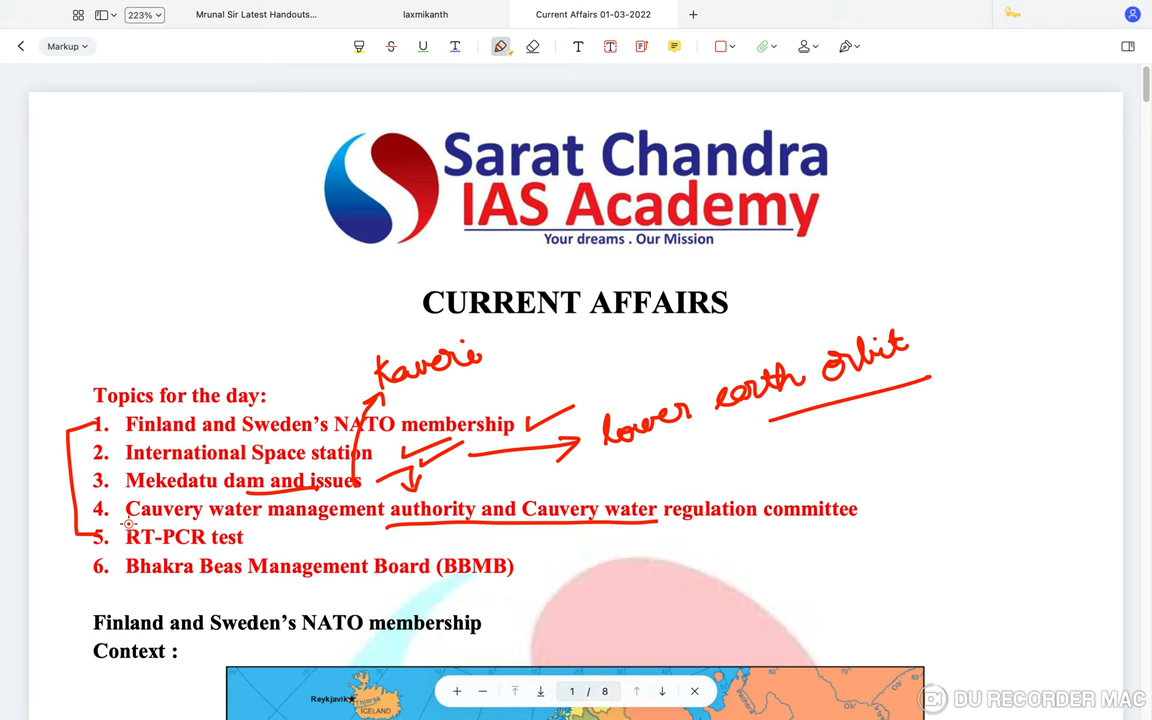 223%
Mrunal Sir Latest Handouts...
laxmikanth
Current Affairs 01-03-2022
Markup
Sarat Chandra
IAS Academy
Your dreams . Our Mission
CURRENT AFFAIRS
Kaverie
lower earth orbit
Topics for the day:
1. Finland and Sweden's NATO membership
2. International Space station
3. Mekedatu dam and issues
4. Cauvery water management authority and Cauvery water regulation committee
5. RT-PCR test
6. Bhakra Beas Management Board (BBMB)
Finland and Sweden's NATO membership
Context :
Reykjavik
ICELAND
1 / 8
DU RECORDER MAC